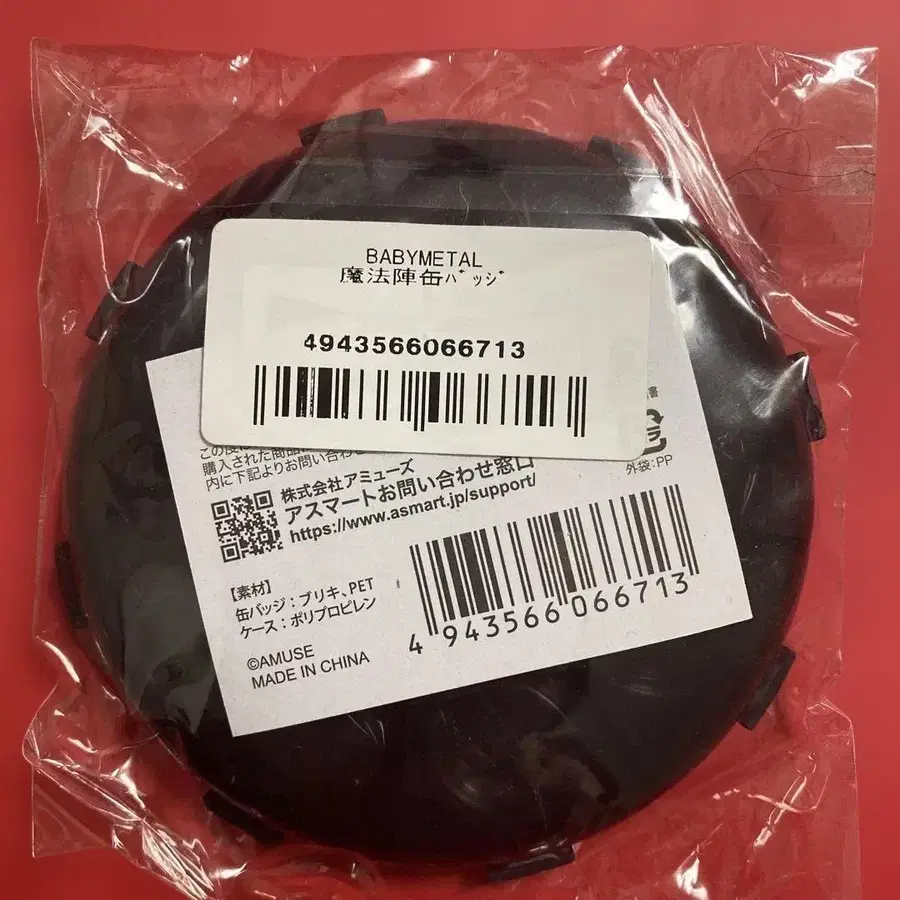 BABYMETAL
魔法陣缶ﾊﾞｯｼﾞ
4943566066713
購入された商品
内に下記よりお問い合わせ
株式会社アミューズ
アスマートお問い合わせ窓口
https://www.asmart.jp/support/
外袋:PP
【素材】
缶バッジ：ブリキ、PET
ケース：ポリプロピレン
4 943566 066713
©AMUSE
MADE IN CHINA